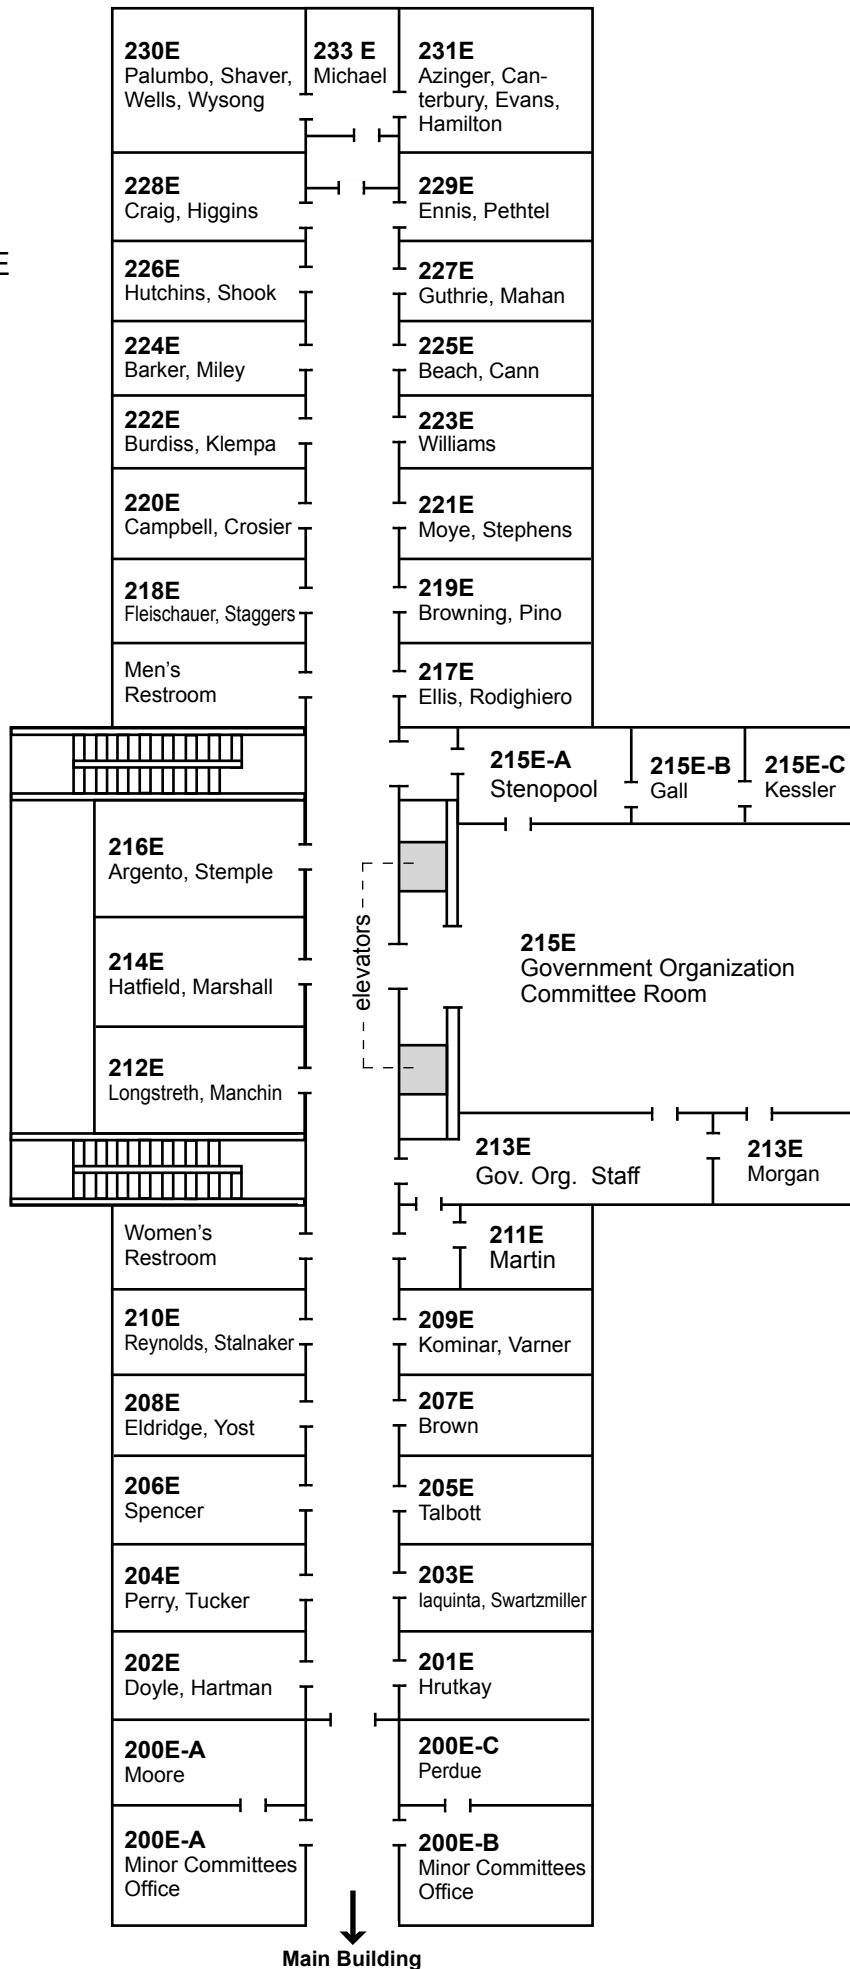 230E
Palumbo, Shaver,
Wells, Wysong
233 E
Michael
231E
Azinger, Can-
terbury, Evans,
Hamilton
228E
Craig, Higgins
229E
Ennis, Pethtel
E
226E
Hutchins, Shook
227E
Guthrie, Mahan
224E
Barker, Miley
225E
Beach, Cann
222E
Burdiss, Klempa
223E
Williams
220E
Campbell, Crosier
221E
Moye, Stephens
218E
Fleischauer, Staggers
219E
Browning, Pino
Men's
Restroom
217E
Ellis, Rodighiero
215E-A
Stenopool
215E-B
Gall
215E-C
Kessler
216E
Argento, Stemple
elevators
214E
Hatfield, Marshall
215E
Government Organization
Committee Room
212E
Longstreth, Manchin
213E
Gov. Org.  Staff
213E
Morgan
Women's
Restroom
211E
Martin
210E
Reynolds, Stalnaker
209E
Kominar, Varner
208E
Eldridge, Yost
207E
Brown
206E
Spencer
205E
Talbott
204E
Perry, Tucker
203E
Iaquinta, Swartzmiller
202E
Doyle, Hartman
201E
Hrutkay
200E-A
Moore
200E-C
Perdue
200E-A
Minor Committees
Office
200E-B
Minor Committees
Office
Main Building